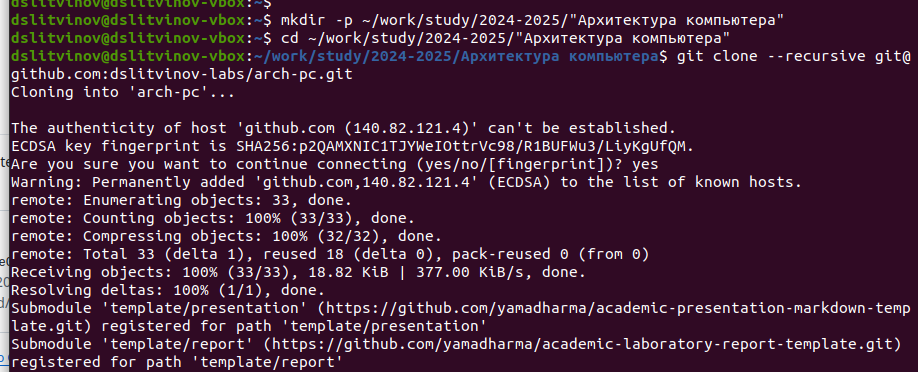 dslitvinov@dslitvinov-vbox:~$
dslitvinov@dslitvinov-vbox:~$ mkdir -p ~/work/study/2024-2025/"Архитектура компьютера"
dslitvinov@dslitvinov-vbox:~$ cd ~/work/study/2024-2025/"Архитектура компьютера"
dslitvinov@dslitvinov-vbox:~/work/study/2024-2025/Архитектура компьютера$ git clone --recursive git@
github.com:dslitvinov-labs/arch-pc.git
Cloning into 'arch-pc'...
The authenticity of host 'github.com (140.82.121.4)' can't be established.
ECDSA key fingerprint is SHA256:p2QAMXNIC1TJYWeIOttrVc98/R1BUFWu3/LiyKgUfQM.
Are you sure you want to continue connecting (yes/no/[fingerprint])? yes
Warning: Permanently added 'github.com,140.82.121.4' (ECDSA) to the list of known hosts.
remote: Enumerating objects: 33, done.
remote: Counting objects: 100% (33/33), done.
remote: Compressing objects: 100% (32/32), done.
remote: Total 33 (delta 1), reused 18 (delta 0), pack-reused 0 (from 0)
Receiving objects: 100% (33/33), 18.82 KiB | 377.00 KiB/s, done.
Resolving deltas: 100% (1/1), done.
Submodule 'template/presentation' (https://github.com/yamadharma/academic-presentation-markdown-temp
late.git) registered for path 'template/presentation'
Submodule 'template/report' (https://github.com/yamadharma/academic-laboratory-report-template.git)
registered for path 'template/report'